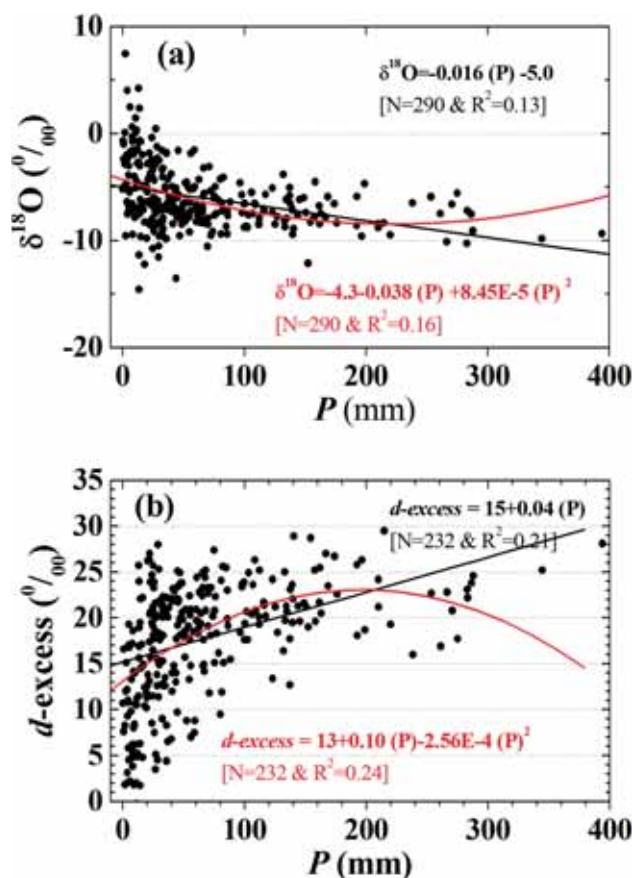 10
(a)
δ¹⁸O=-0.016 (P) -5.0
[N=290 & R²=0.13]
0
δ¹⁸O (⁰/₀₀)
-10
δ¹⁸O=-4.3-0.038 (P) +8.45E-5 (P) ²
[N=290 & R²=0.16]
-20
0 100 200 300 400
P (mm)
35
(b)
d-excess = 15+0.04 (P)
30
[N=232 & R²=0.21]
25
20
d-excess (⁰/₀₀)
15
10
d-excess = 13+0.10 (P)-2.56E-4 (P)²
5
[N=232 & R²=0.24]
0
0 100 200 300 400
P (mm)